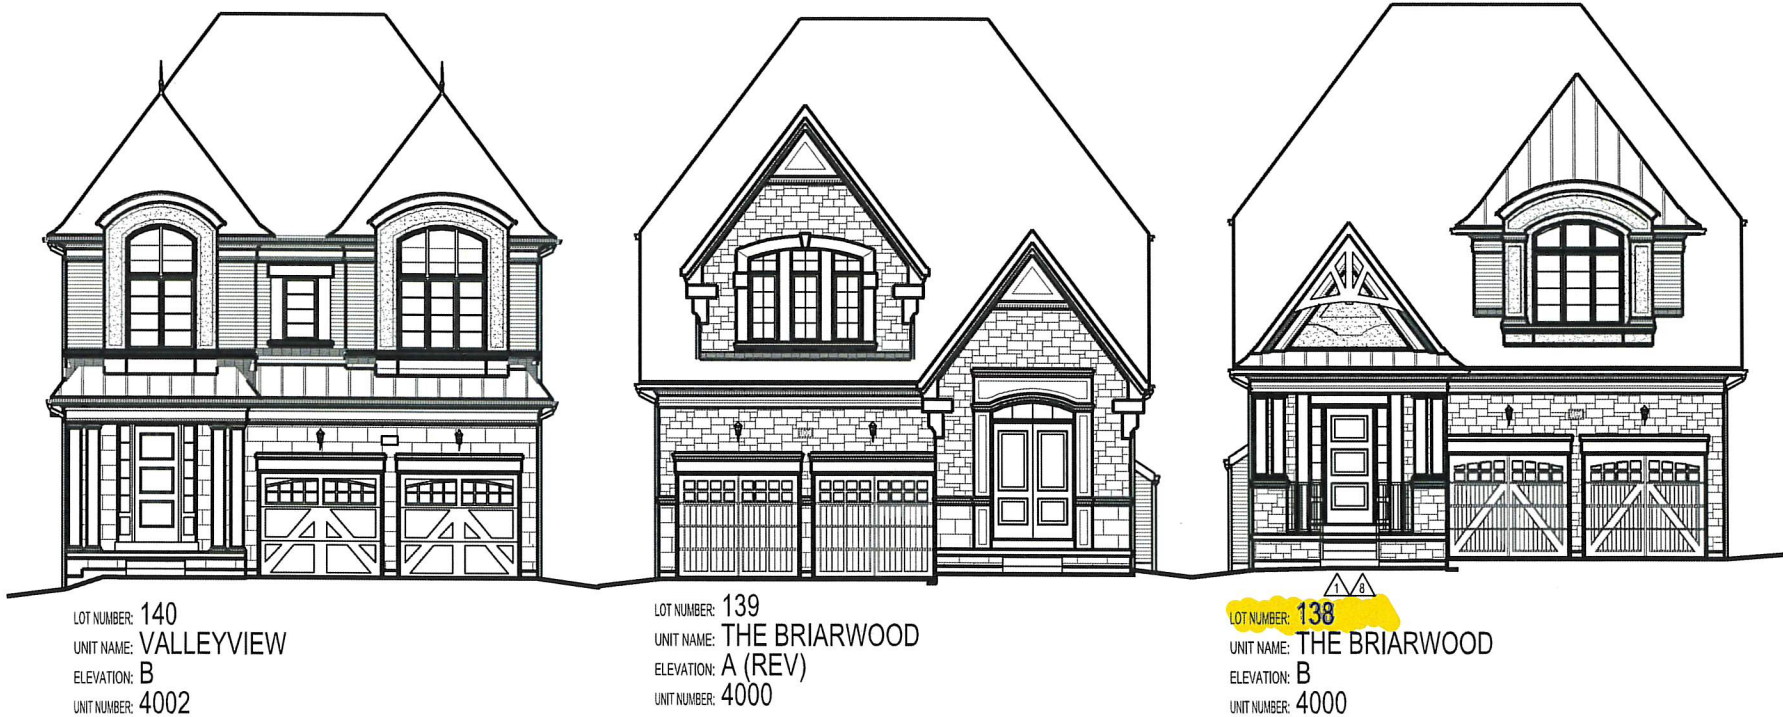 LOT NUMBER: 140
UNIT NAME: VALLEYVIEW
ELEVATION: B
UNIT NUMBER: 4002
LOT NUMBER: 139
UNIT NAME: THE BRIARWOOD
ELEVATION: A (REV)
UNIT NUMBER: 4000
1 8
LOT NUMBER: 138
UNIT NAME: THE BRIARWOOD
ELEVATION: B
UNIT NUMBER: 4000